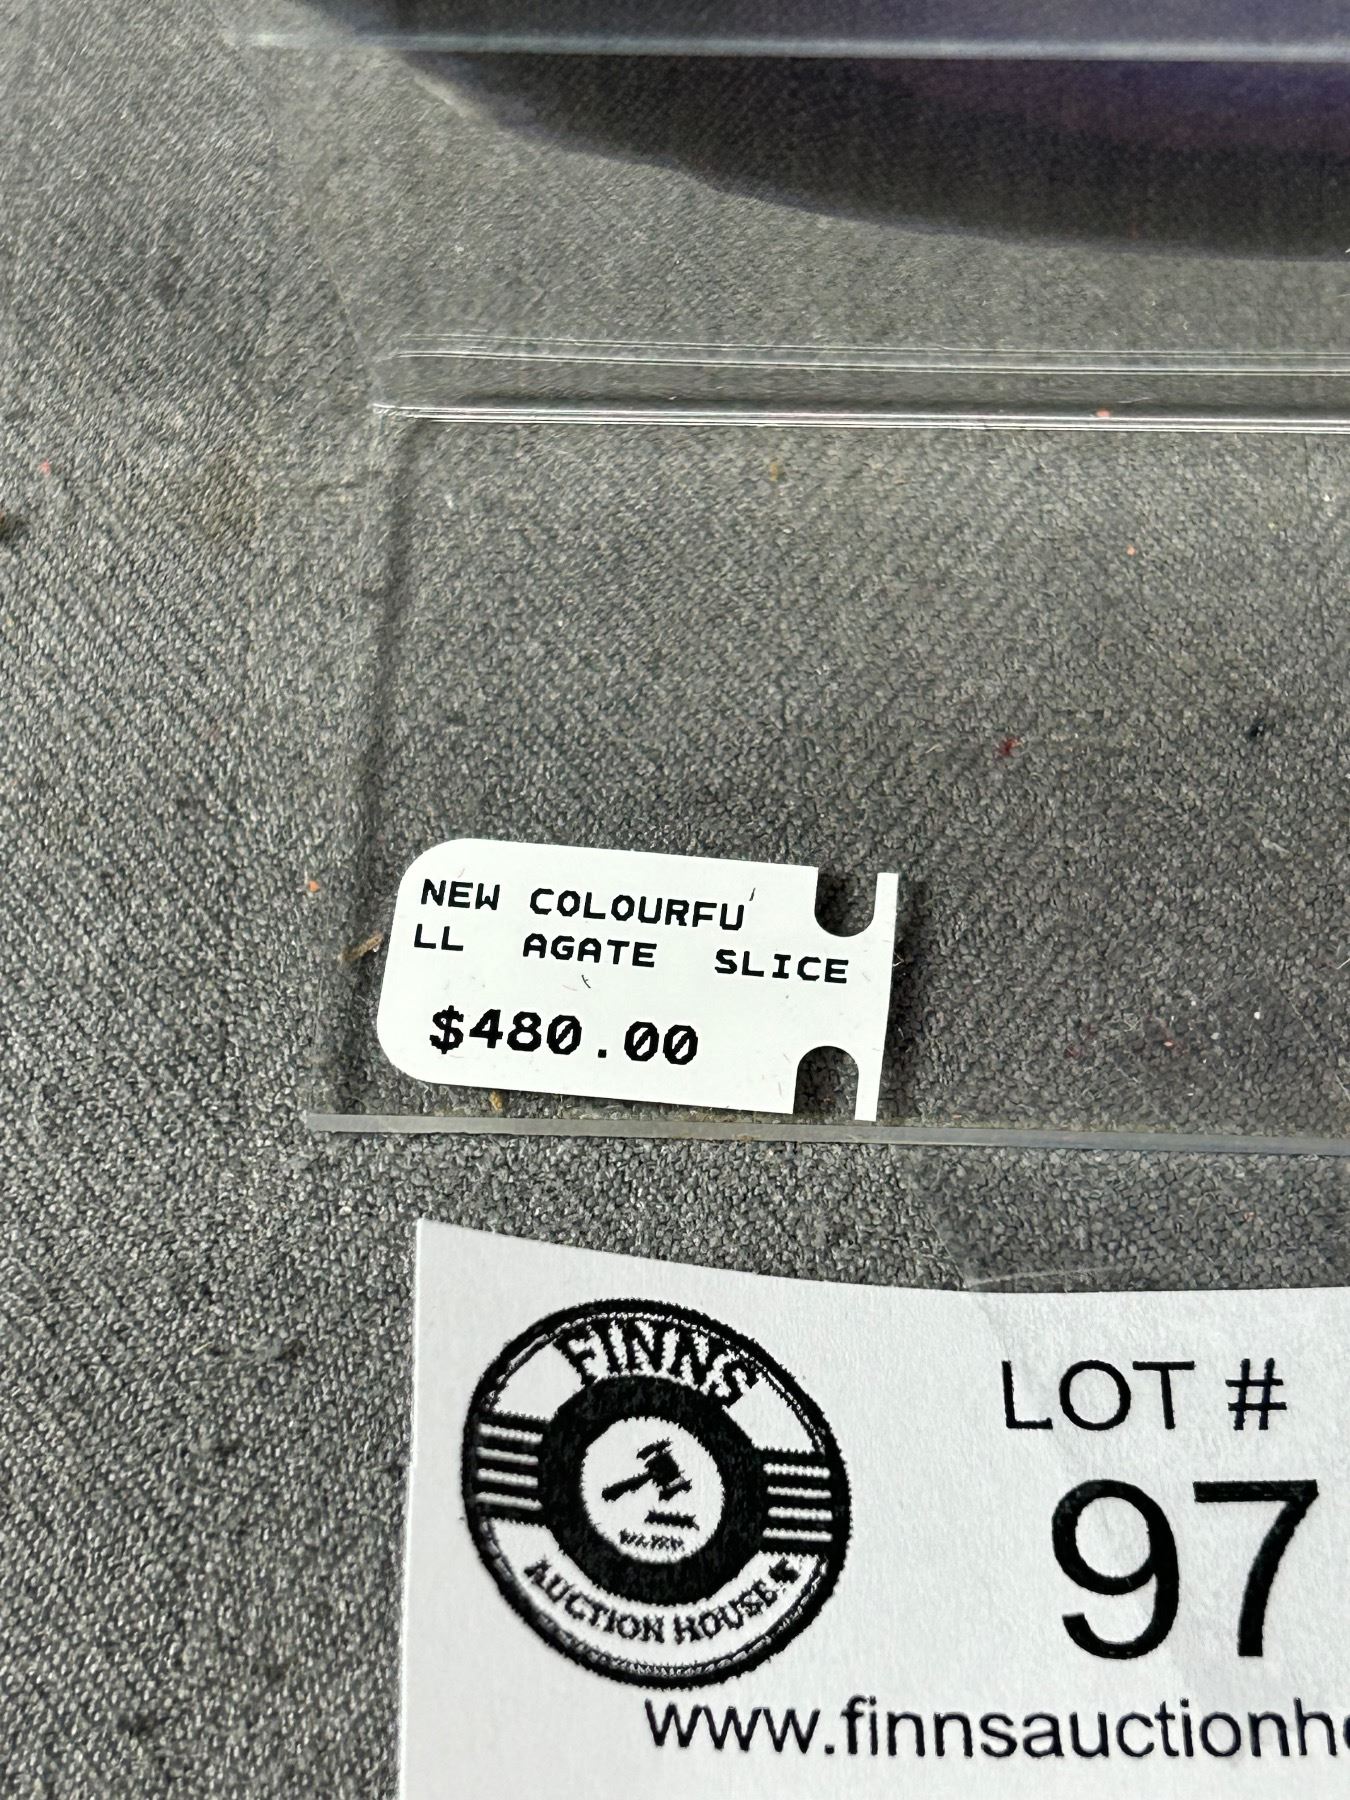 NEW COLOURFU
LL AGATE SLICE
$480.00
FINNS
AUCTION HOUSE
LOT #
97
www.finnsauctionh